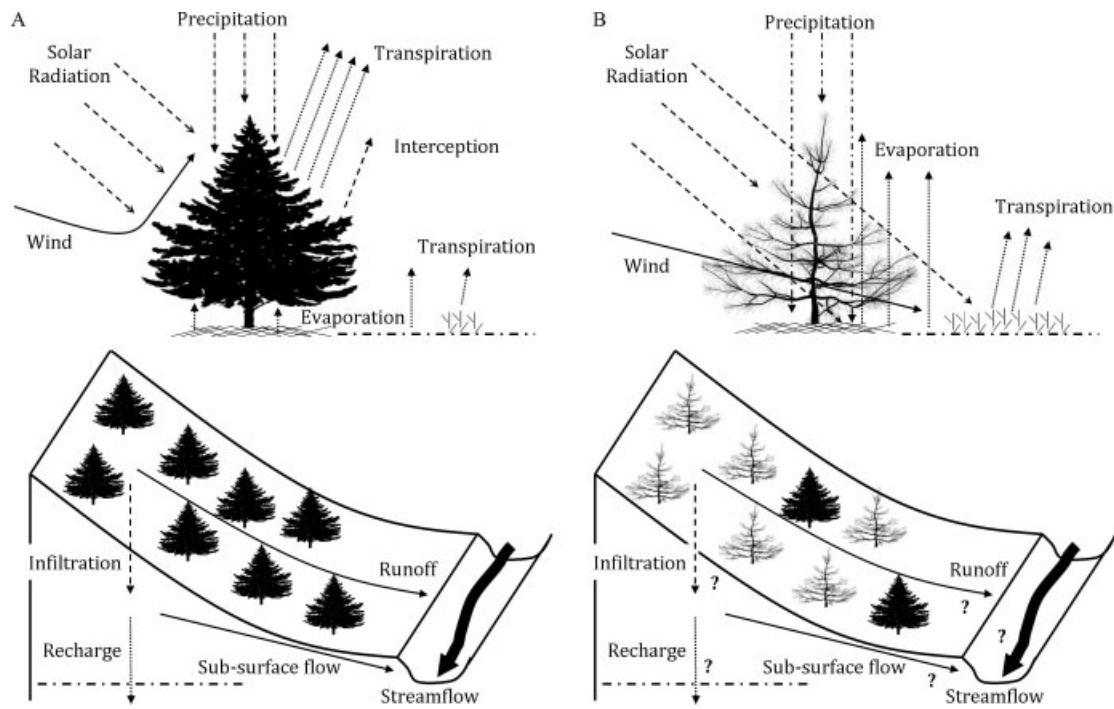 A
Precipitation
Solar
Radiation
Transpiration
Interception
Wind
Transpiration
Evaporation
Infiltration
Runoff
Recharge
Sub-surface flow
Streamflow
B
Precipitation
Solar
Radiation
Evaporation
Transpiration
Wind
Infiltration
?
Runoff
?
?
Recharge
?
Sub-surface flow
?
Streamflow